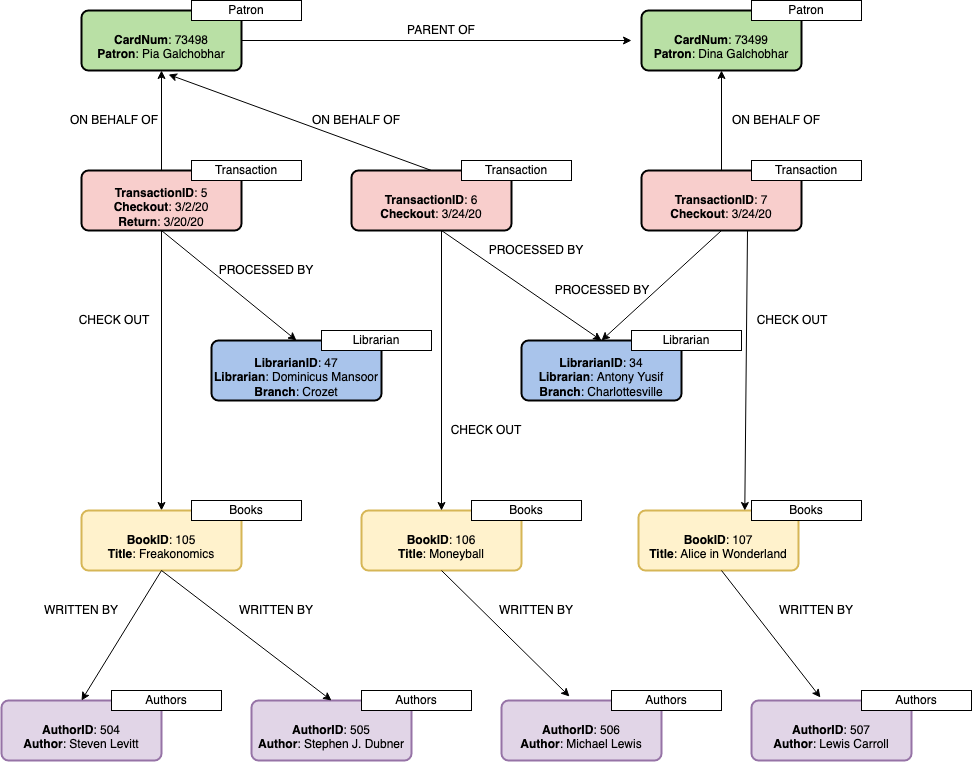 Patron
CardNum: 73498
Patron: Pia Galchobhar
PARENT OF
Patron
CardNum: 73499
Patron: Dina Galchobhar
ON BEHALF OF
ON BEHALF OF
ON BEHALF OF
Transaction
TransactionID: 5
Checkout: 3/2/20
Return: 3/20/20
Transaction
TransactionID: 6
Checkout: 3/24/20
Transaction
TransactionID: 7
Checkout: 3/24/20
PROCESSED BY
PROCESSED BY
PROCESSED BY
CHECK OUT
CHECK OUT
Librarian
LibrarianID: 47
Librarian: Dominicus Mansoor
Branch: Crozet
Librarian
LibrarianID: 34
Librarian: Antony Yusif
Branch: Charlottesville
CHECK OUT
Books
BookID: 105
Title: Freakonomics
Books
BookID: 106
Title: Moneyball
Books
BookID: 107
Title: Alice in Wonderland
WRITTEN BY
WRITTEN BY
WRITTEN BY
WRITTEN BY
Authors
AuthorID: 504
Author: Steven Levitt
Authors
AuthorID: 505
Author: Stephen J. Dubner
Authors
AuthorID: 506
Author: Michael Lewis
Authors
AuthorID: 507
Author: Lewis Carroll